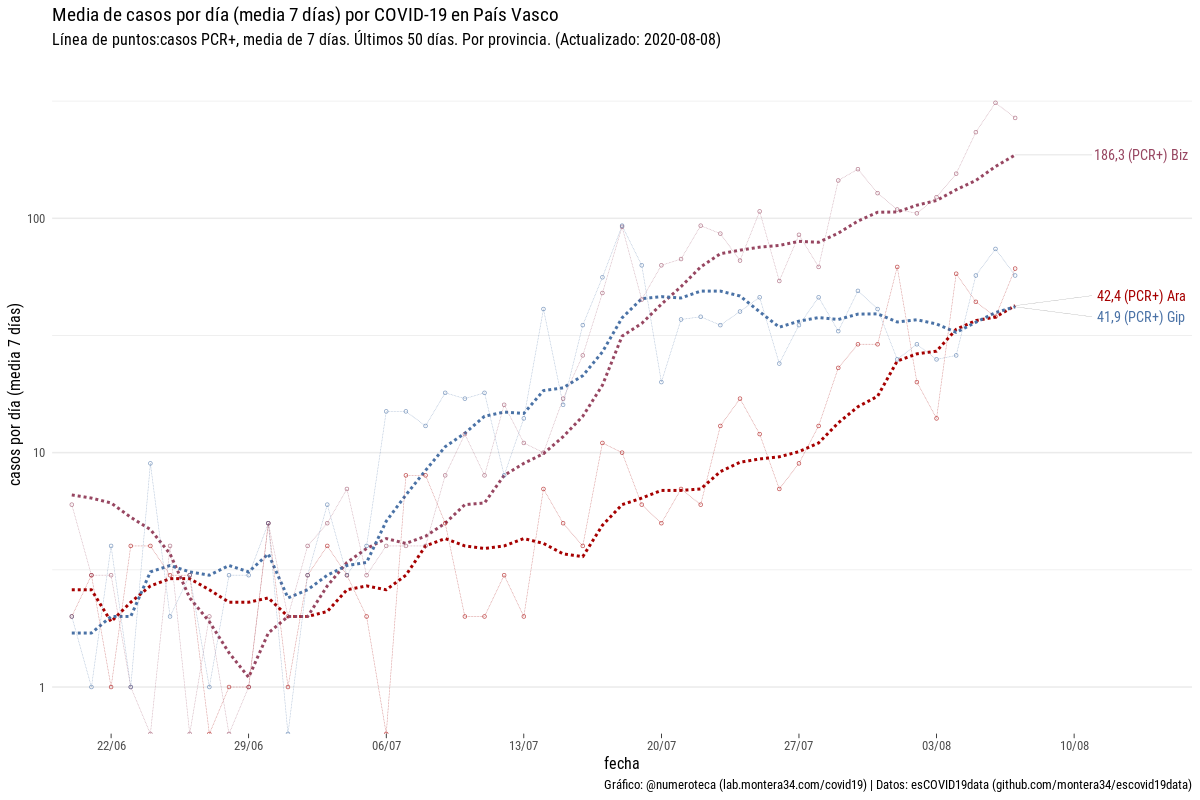 Media de casos por día (media 7 días) por COVID-19 en País Vasco
Línea de puntos:casos PCR+, media de 7 días. Últimos 50 días. Por provincia. (Actualizado: 2020-08-08)
casos por día (media 7 días)
100
10
1
186,3 (PCR+) Biz
42,4 (PCR+) Ara
41,9 (PCR+) Gip
22/06
29/06
06/07
13/07
20/07
27/07
03/08
10/08
fecha
Gráfico: @numeroteca (lab.montera34.com/covid19) | Datos: esCOVID19data (github.com/montera34/escovid19data)